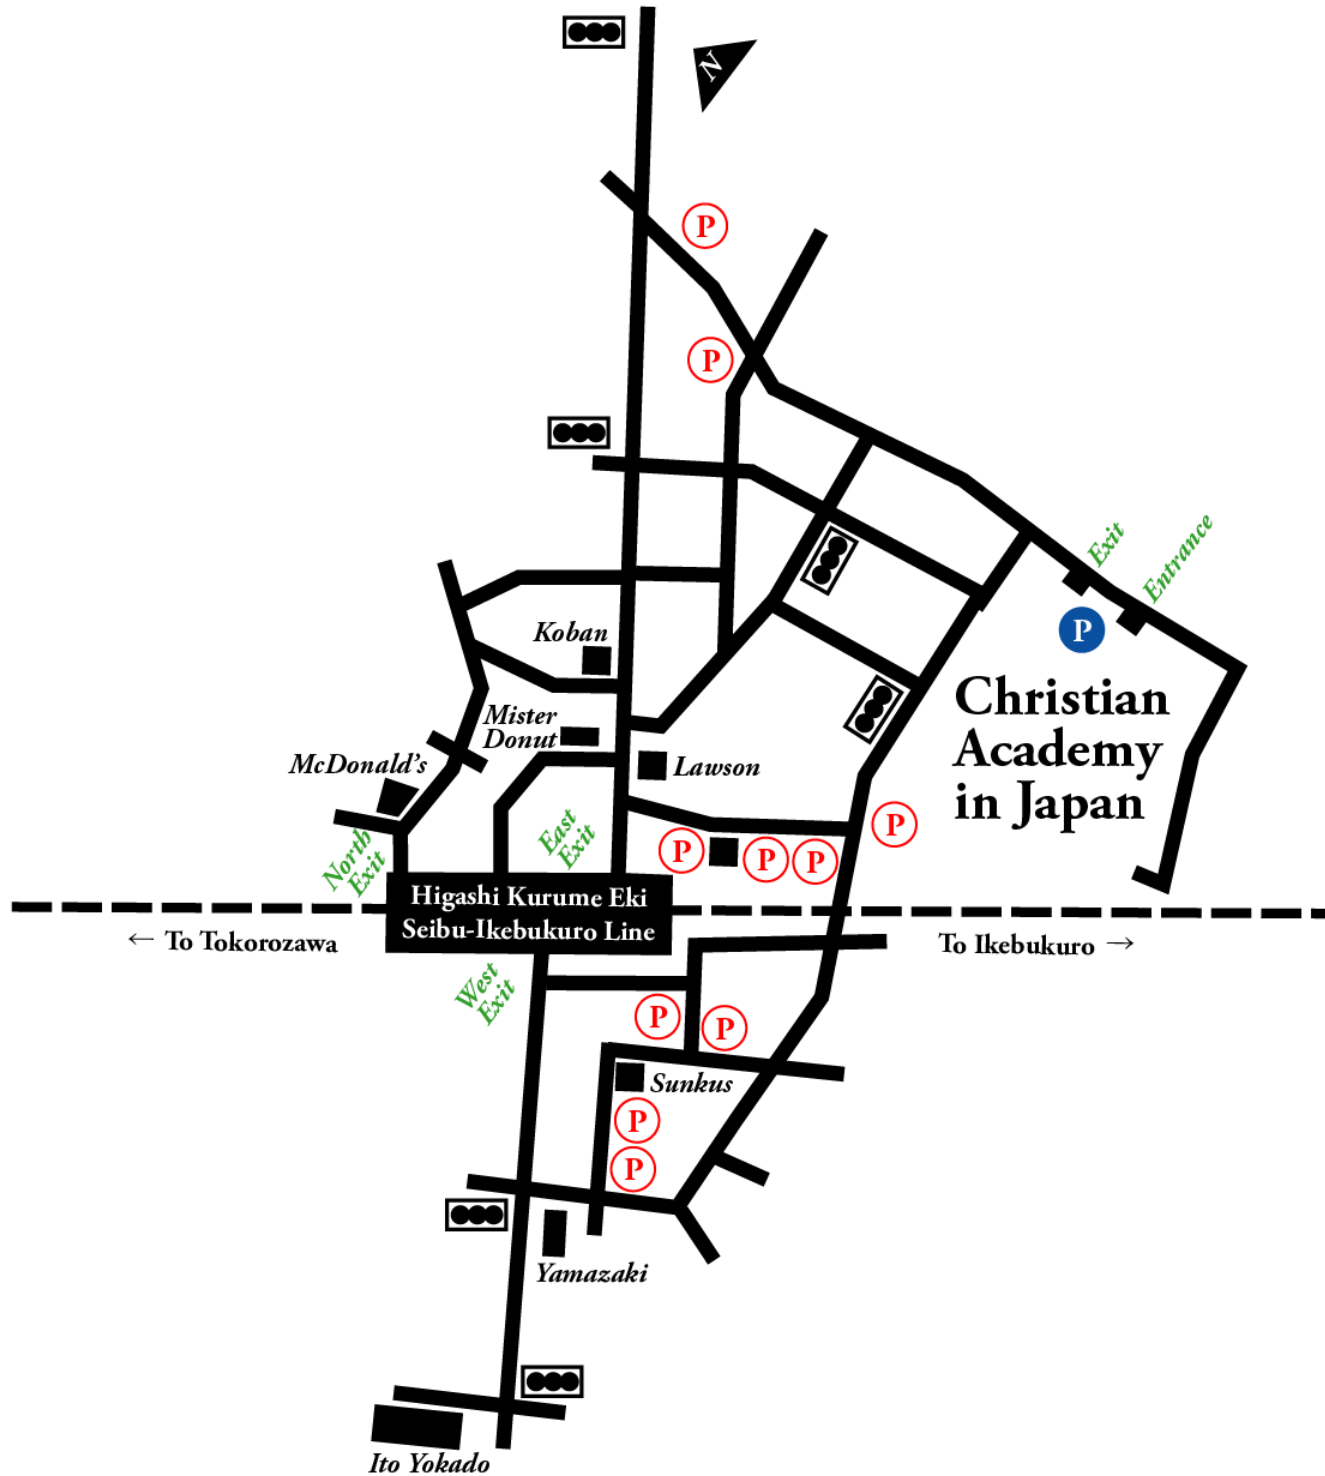 N
P
P
Exit
Entrance
P
Koban
Christian
Academy
in Japan
Mister
Donut
McDonald's
Lawson
North
Exit
East
Exit
P
P
P
P
Higashi Kurume Eki
Seibu-Ikebukuro Line
← To Tokorozawa
To Ikebukuro →
West
Exit
P
P
Sunkus
P
P
Yamazaki
Ito Yokado